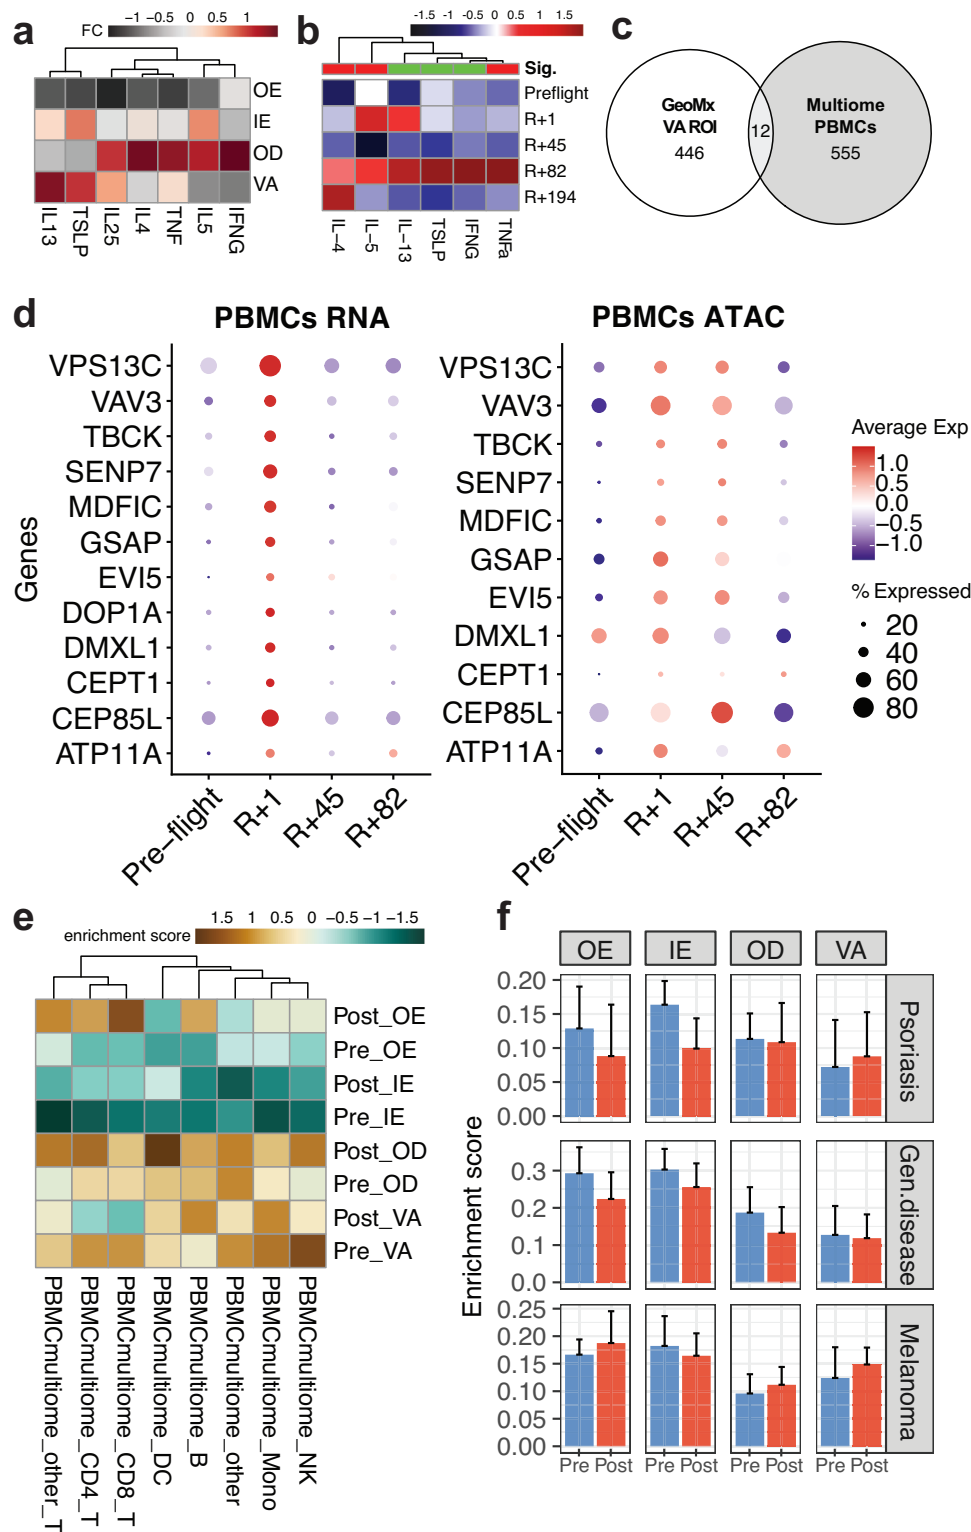 a
FC
−1 −0.5 0 0.5 1
OE
IE
OD
VA
IL13
TSLP
IL25
IL4
TNF
IL5
IFNG
b
-1.5 -1 -0.5 0 0.5 1 1.5
Sig.
Preflight
R+1
R+45
R+82
R+194
IL−4
IL−5
IL−13
TSLP
IFNG
TNFa
c
GeoMx
VA ROI
446
12
Multiome
PBMCs
555
d
PBMCs RNA
Genes
VPS13C
VAV3
TBCK
SENP7
MDFIC
GSAP
EVI5
DOP1A
DMXL1
CEPT1
CEP85L
ATP11A
Pre−flight
R+1
R+45
R+82
PBMCs ATAC
VPS13C
VAV3
TBCK
SENP7
MDFIC
GSAP
EVI5
DMXL1
CEPT1
CEP85L
ATP11A
Pre−flight
R+1
R+45
R+82
Average Exp
1.0
0.5
0.0
−0.5
−1.0
% Expressed
20
40
60
80
e
enrichment score
1.5 1 0.5 0 −0.5 −1 −1.5
Post_OE
Pre_OE
Post_IE
Pre_IE
Post_OD
Pre_OD
Post_VA
Pre_VA
PBMCmultiome_other_T
PBMCmultiome_CD4_T
PBMCmultiome_CD8_T
PBMCmultiome_DC
PBMCmultiome_B
PBMCmultiome_other
PBMCmultiome_Mono
PBMCmultiome_NK
f
OE IE OD VA
Enrichment score
0.20
0.15
0.10
0.05
0.00
Psoriasis
0.3
0.2
0.1
0.0
Gen.disease
0.25
0.20
0.15
0.10
0.05
0.00
Melanoma
Pre Post Pre Post Pre Post Pre Post